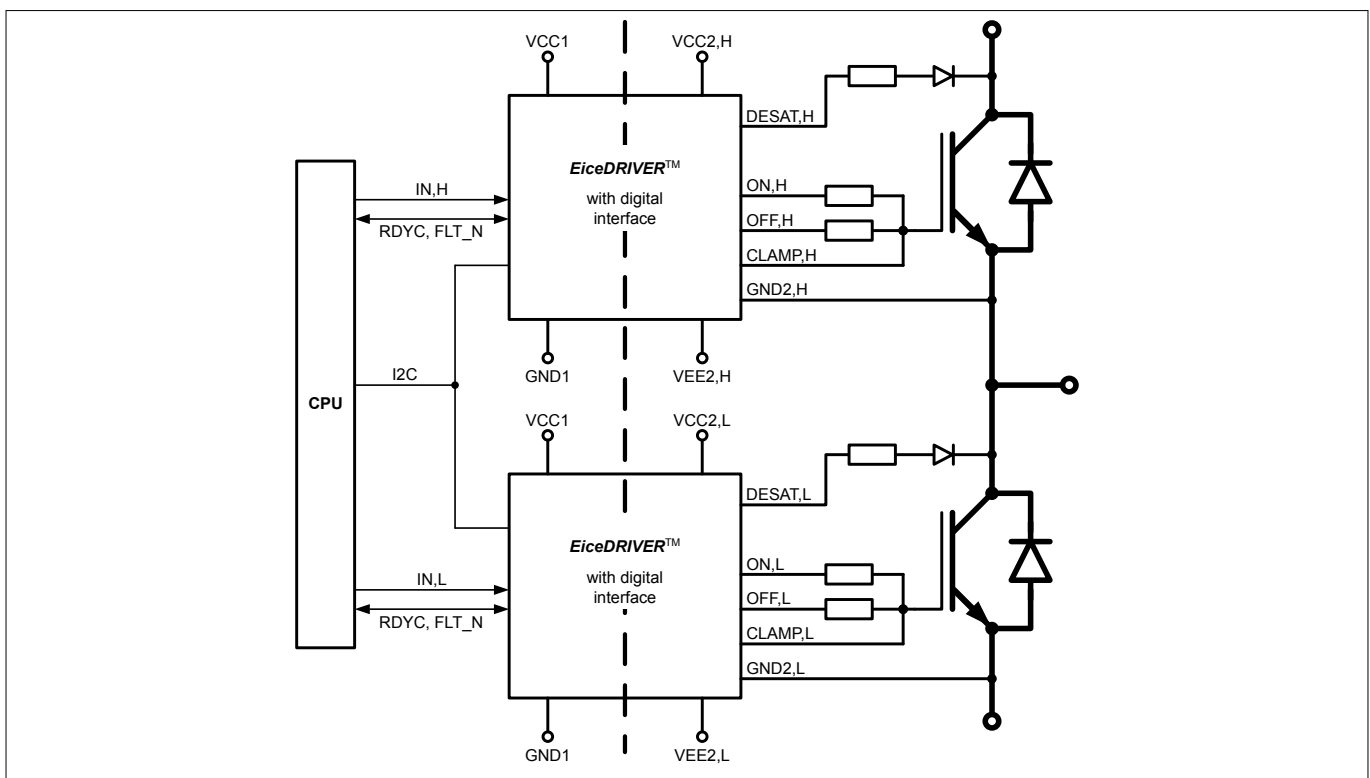 VCC1
VCC2,H
DESAT,H
EiceDRIVER™
with digital
interface
IN,H
RDYC, FLT_N
ON,H
OFF,H
CLAMP,H
GND2,H
GND1
VEE2,H
I2C
CPU
VCC1
VCC2,L
DESAT,L
EiceDRIVER™
with digital
interface
IN,L
RDYC, FLT_N
ON,L
OFF,L
CLAMP,L
GND2,L
GND1
VEE2,L